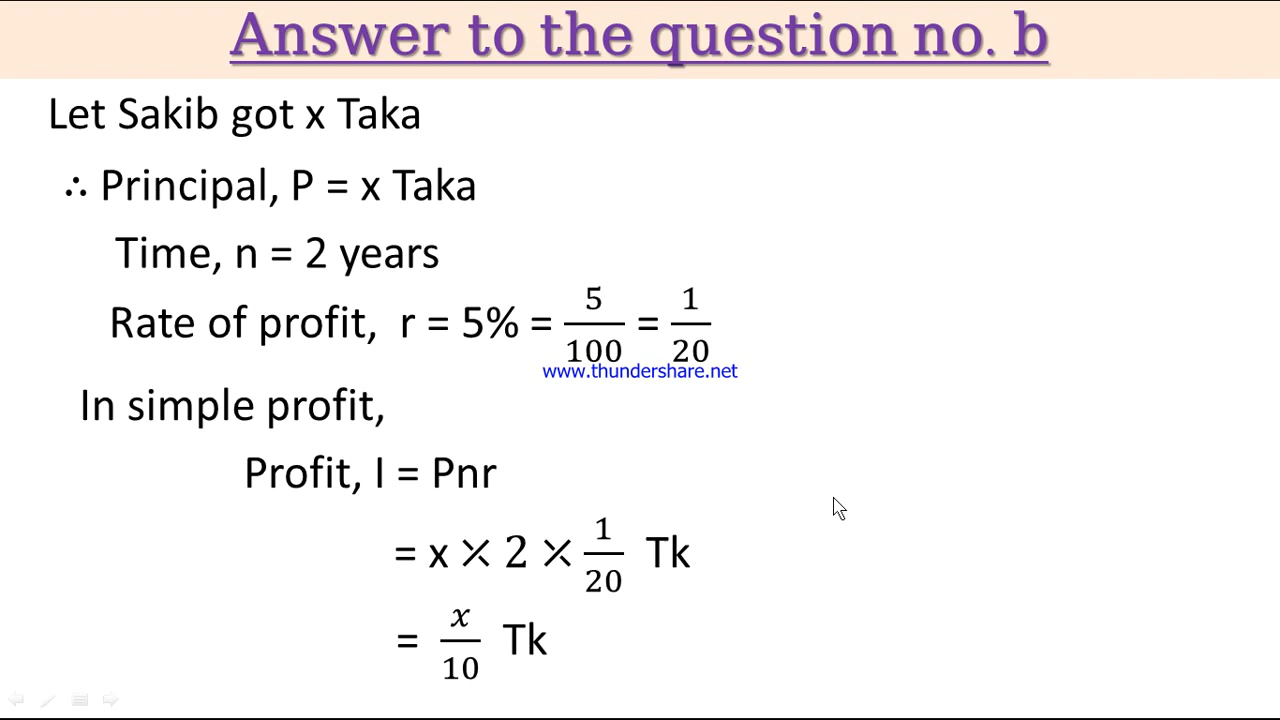 Answer to the question no. b
Let Sakib got x Taka
∴ Principal, P = x Taka
Time, n = 2 years
Rate of profit, r = 5% = 5/100 = 1/20
www.thundershare.net
In simple profit,
Profit, I = Pnr
= x × 2 × 1/20 Tk
= x/10 Tk